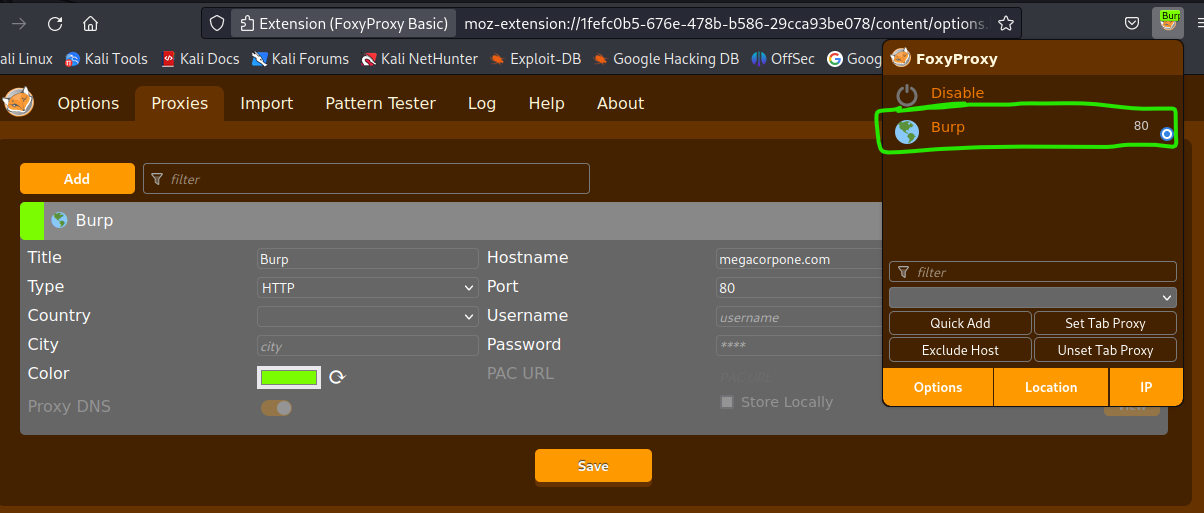 Extension (FoxyProxy Basic) moz-extension://1fefc0b5-676e-478b-b586-29cca93be078/content/options.
Burp
ali Linux Kali Tools Kali Docs Kali Forums Kali NetHunter Exploit-DB Google Hacking DB OffSec Goog
FoxyProxy
Disable
Burp 80
filter
Quick Add Set Tab Proxy
Exclude Host Unset Tab Proxy
Options Location IP
Options Proxies Import Pattern Tester Log Help About
Add filter
Burp
Title Burp Hostname megacorpone.com
Type HTTP Port 80
Country Username username
City city Password ****
Color PAC URL PAC URL
Proxy DNS Store Locally View
Save